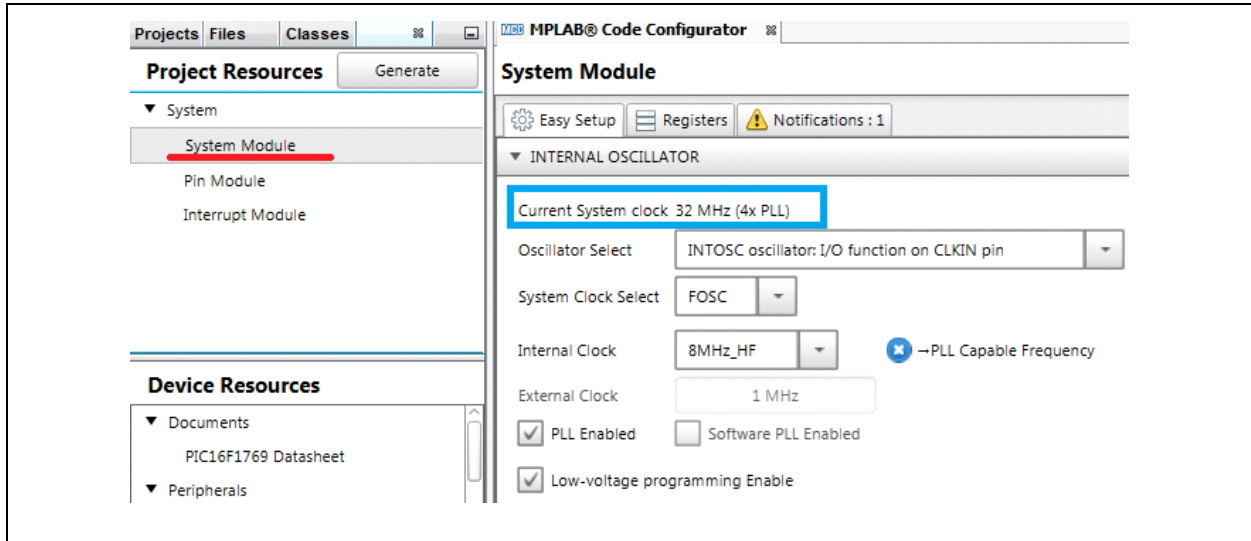 Projects Files Classes
Project Resources Generate
▼ System
System Module
Pin Module
Interrupt Module
Device Resources
▼ Documents
PIC16F1769 Datasheet
▼ Peripherals
MPLAB® Code Configurator
System Module
Easy Setup Registers Notifications : 1
▼ INTERNAL OSCILLATOR
Current System clock 32 MHz (4x PLL)
Oscillator Select INTOSC oscillator: I/O function on CLKIN pin
System Clock Select FOSC
Internal Clock 8MHz_HF →PLL Capable Frequency
External Clock 1 MHz
PLL Enabled Software PLL Enabled
Low-voltage programming Enable